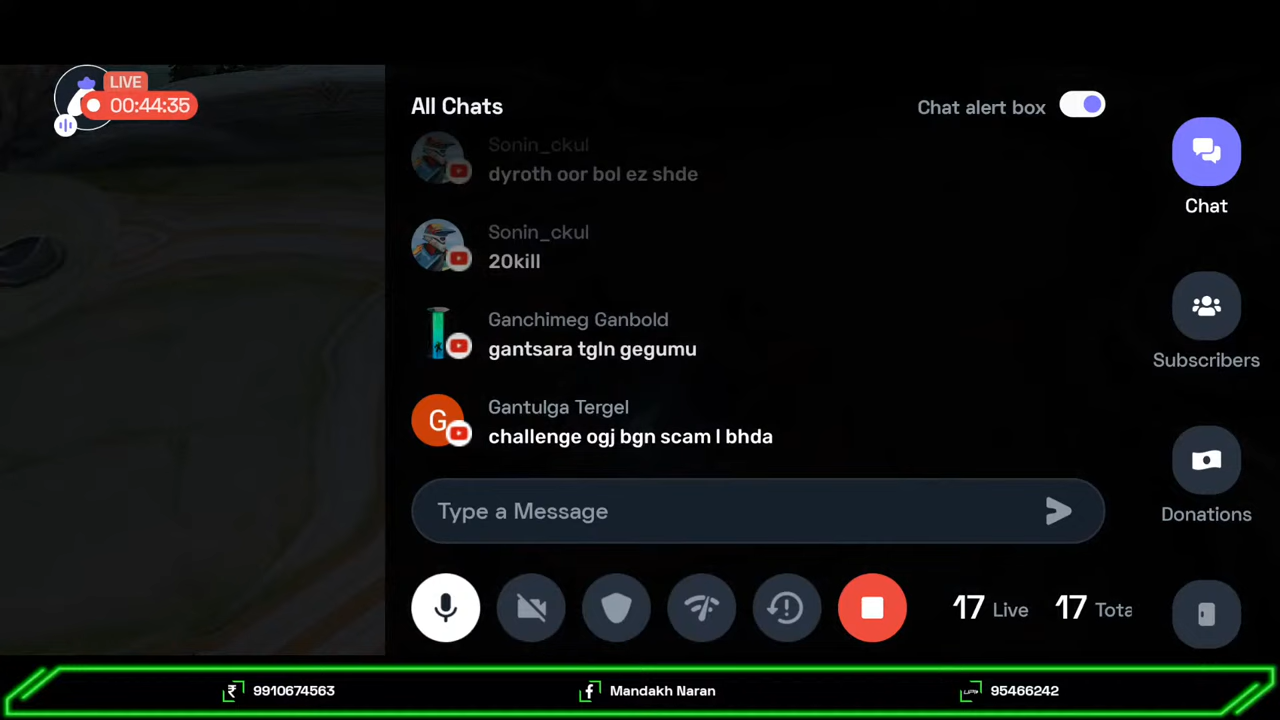 LIVE
00:44:35
All Chats
Chat alert box
Sonin_ckul
dyroth oor bol ez shde
Sonin_ckul
20kill
Ganchimeg Ganbold
gantsara tgln gegumu
G
Gantulga Tergel
challenge ogj bgn scam l bhda
Type a Message
17 Live
17 Tota
Chat
Subscribers
Donations
₹ 9910674563
f Mandakh Naran
UPI 95466242